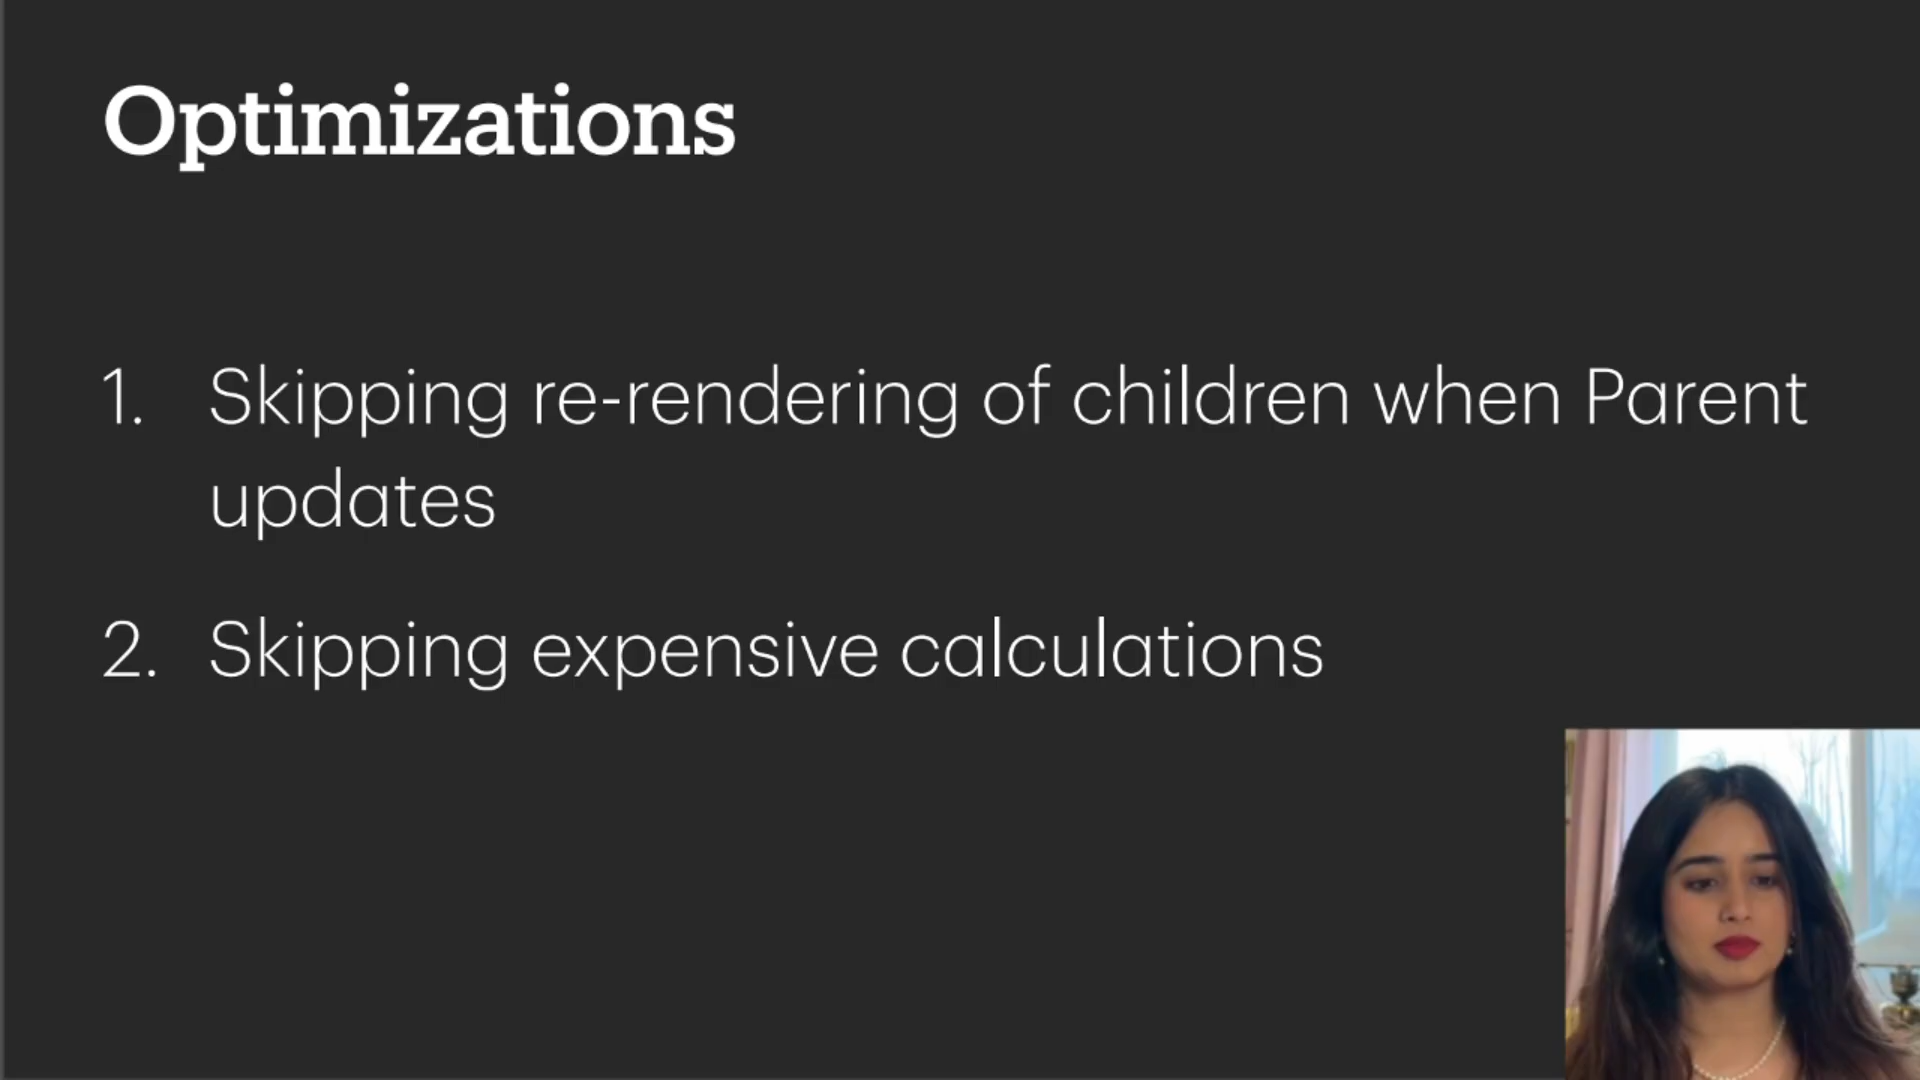 Optimizations
1. Skipping re-rendering of children when Parent
updates
2. Skipping expensive calculations